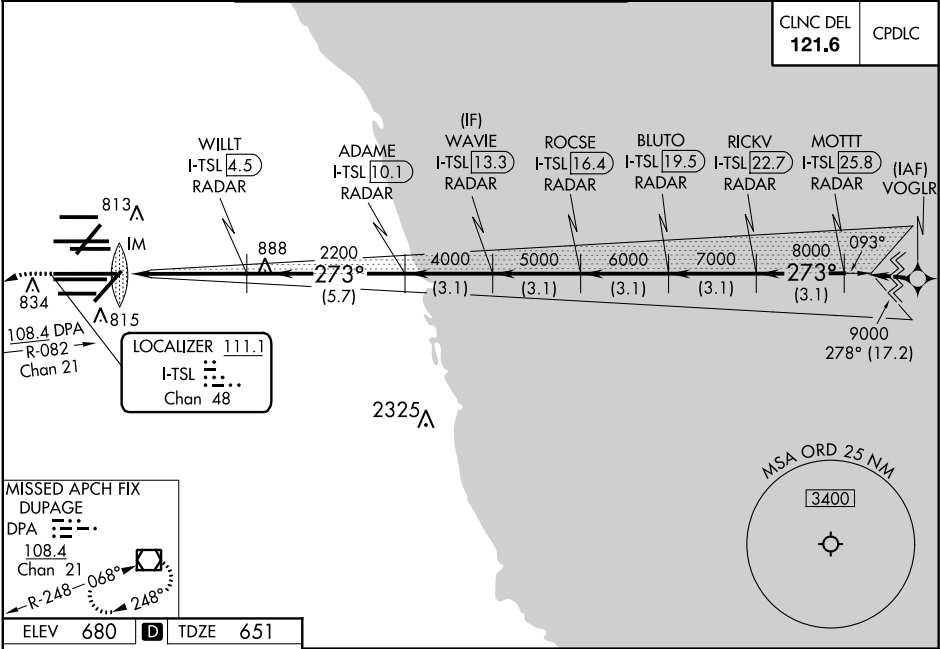 CLNC DEL
121.6
CPDLC
WILLT
I-TSL 4.5
RADAR
ADAME
I-TSL 10.1
RADAR
(IF)
WAVIE
I-TSL 13.3
RADAR
ROCSE
I-TSL 16.4
RADAR
BLUTO
I-TSL 19.5
RADAR
RICKV
I-TSL 22.7
RADAR
MOTTT
I-TSL 25.8
RADAR
(IAF)
VOGLR
813
IM
888
2200
4000
5000
6000
7000
8000
093°
273°
273°
(5.7)
(3.1)
(3.1)
(3.1)
(3.1)
(3.1)
834
815
9000
278° (17.2)
108.4 DPA
R-082
Chan 21
LOCALIZER 111.1
I-TSL
Chan 48
2325
MSA ORD 25 NM
3400
MISSED APCH FIX
DUPAGE
DPA
108.4
Chan 21
R-248
068°
248°
ELEV 680 D TDZE 651